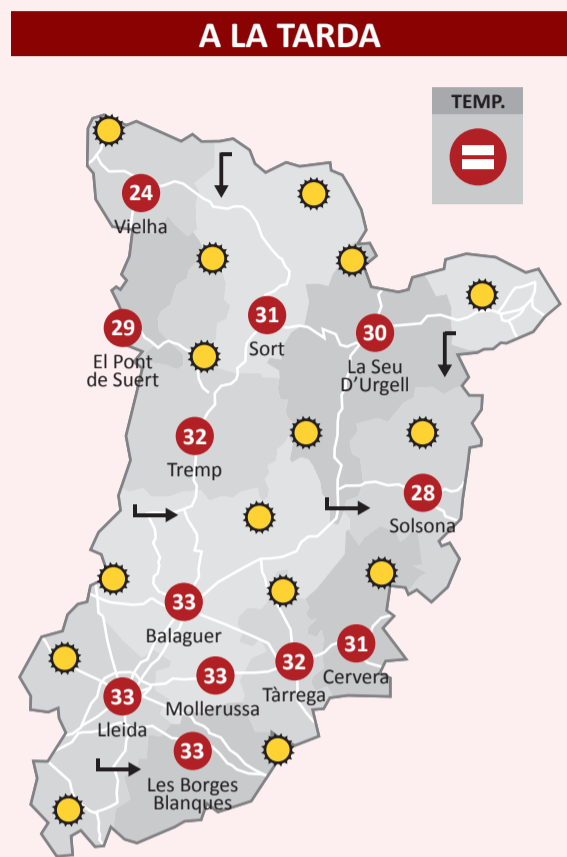 A LA TARDA
TEMP.
24
Vielha
29
El Pont
de Suert
31
Sort
30
La Seu
D'Urgell
32
Tremp
28
Solsona
33
Balaguer
31
Cervera
32
Tàrrega
33
Mollerussa
33
Lleida
33
Les Borges
Blanques